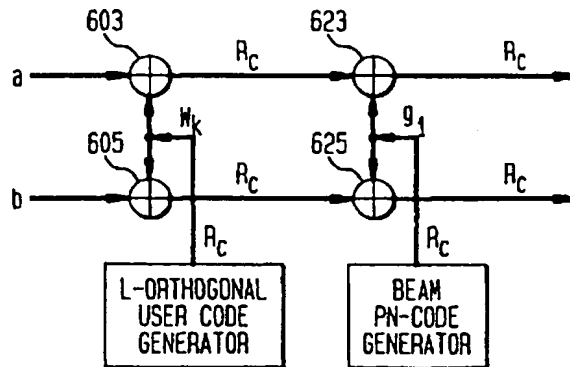 603
623
a
R_C
R_C
W_K
g_1
605
625
b
R_C
R_C
R_C
R_C
L-ORTHOGONAL
USER CODE
GENERATOR
BEAM
PN-CODE
GENERATOR